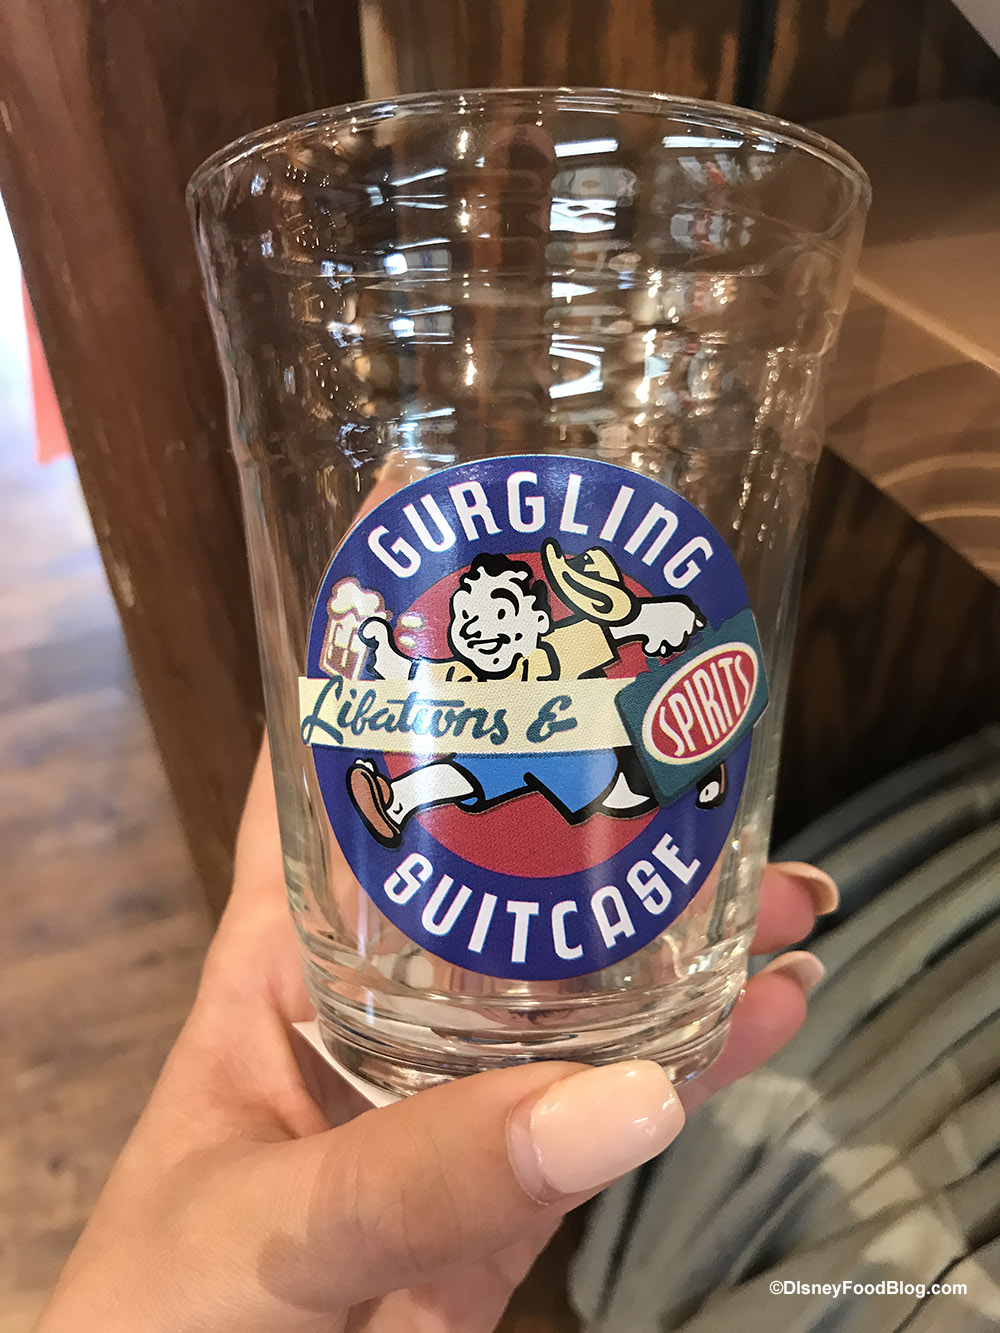 GURGLING
Libations &
SPIRITS
SUITCASE
©DisneyFoodBlog.com